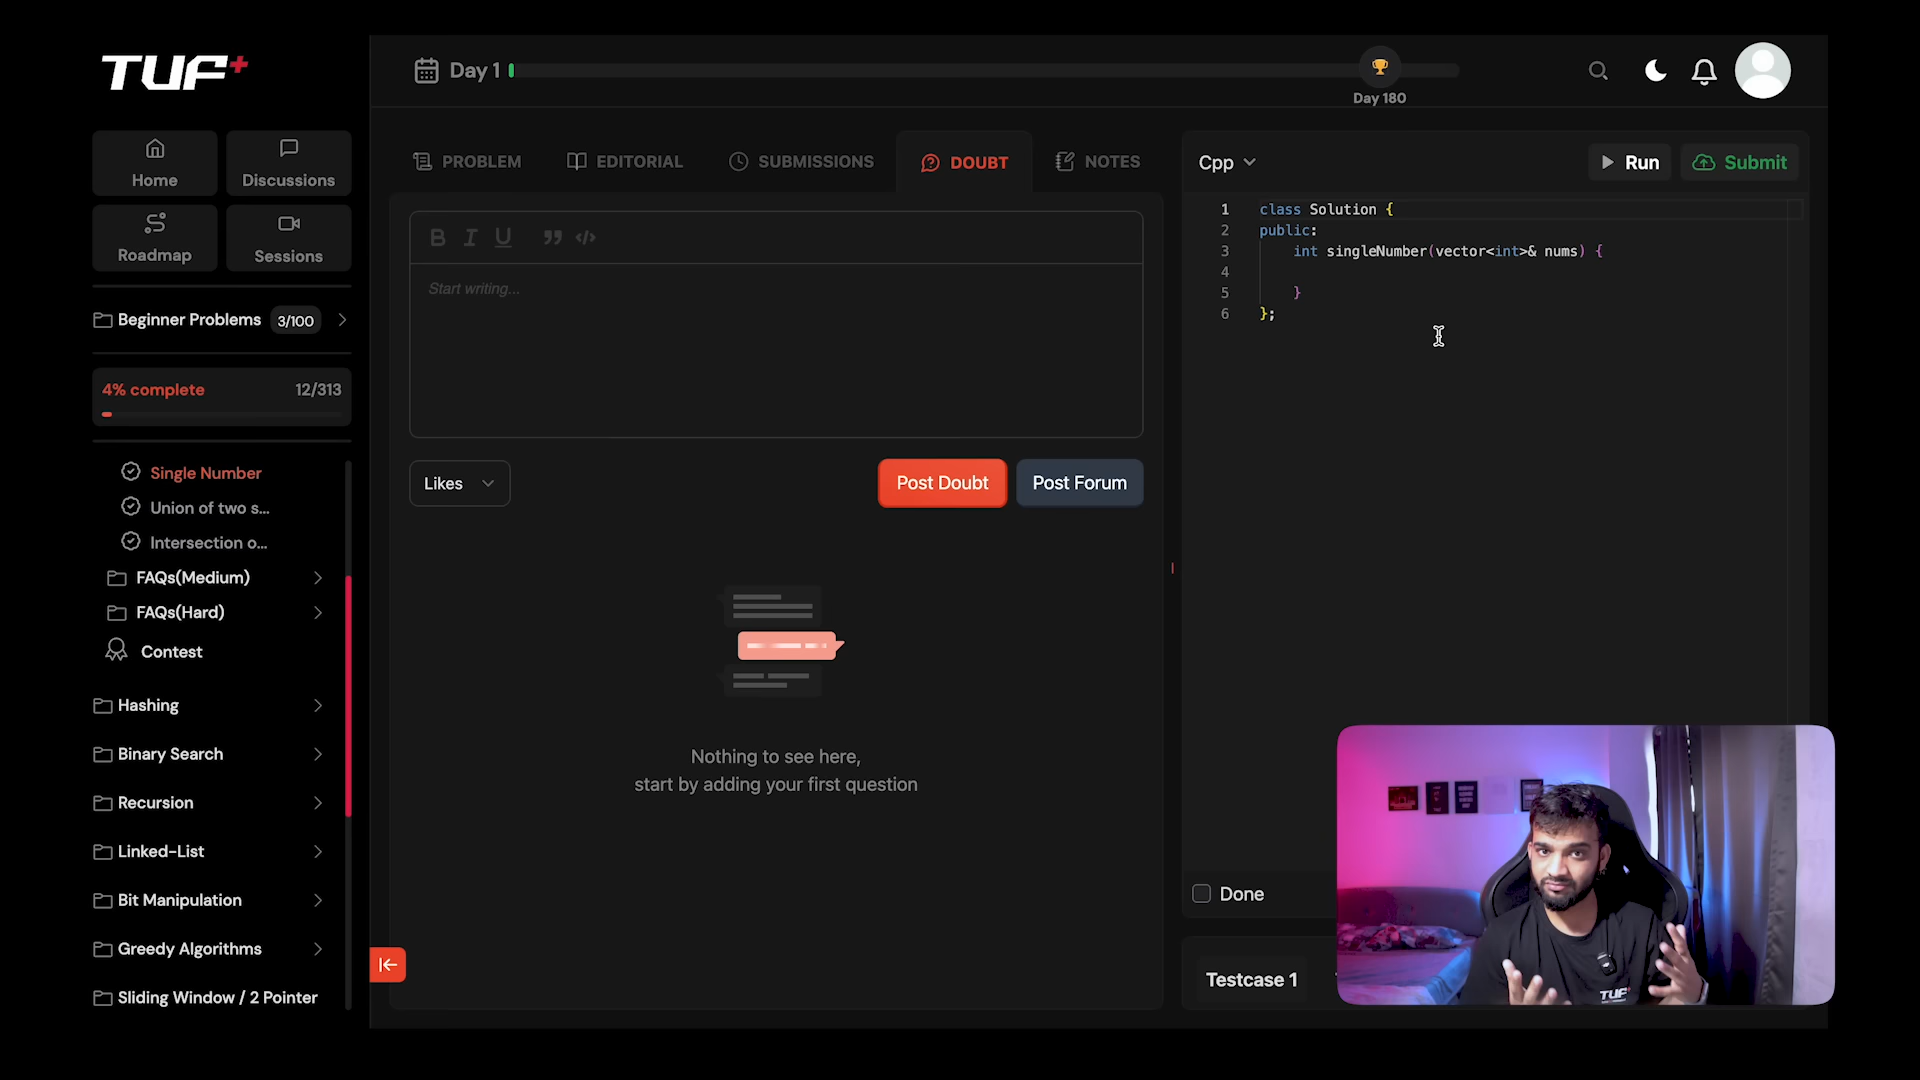 TUF+
Home
Discussions
Roadmap
Sessions
Beginner Problems 3/100
4% complete 12/313
Single Number
Union of two s...
Intersection o...
FAQs(Medium)
FAQs(Hard)
Contest
Hashing
Binary Search
Recursion
Linked-List
Bit Manipulation
Greedy Algorithms
Sliding Window / 2 Pointer
Day 1
Day 180
PROBLEM
EDITORIAL
SUBMISSIONS
DOUBT
NOTES
B I U
Start writing...
Likes
Post Doubt
Post Forum
Nothing to see here,
start by adding your first question
Cpp
Run
Submit
1 class Solution {
2 public:
3 int singleNumber(vector<int>& nums) {
4
5 }
6 };
Done
Testcase 1
TUF+